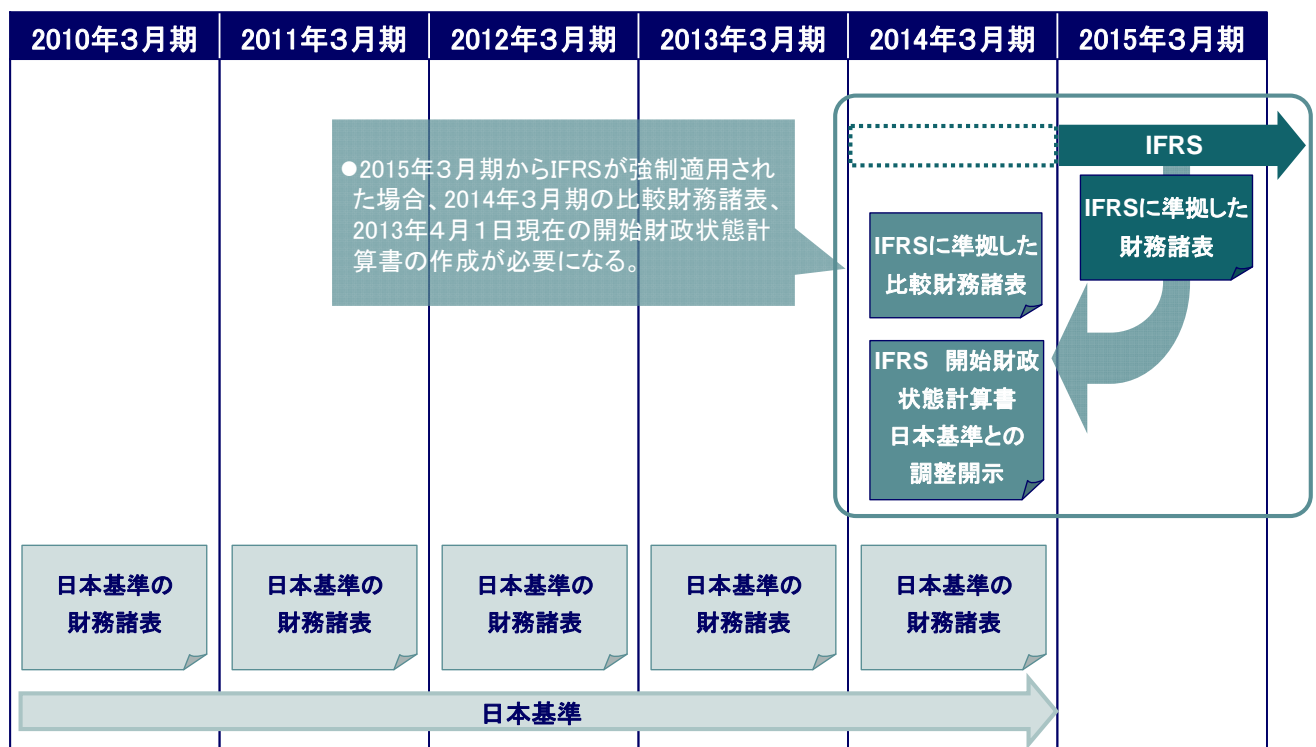 2010年３月期
2011年３月期
2012年３月期
2013年３月期
2014年３月期
2015年３月期
●2015年３月期からIFRSが強制適用され
た場合、2014年３月期の比較財務諸表、
2013年４月１日現在の開始財政状態計
算書の作成が必要になる。
IFRS
IFRSに準拠した
財務諸表
IFRSに準拠した
比較財務諸表
IFRS　開始財政
状態計算書
日本基準との
調整開示
日本基準の
財務諸表
日本基準の
財務諸表
日本基準の
財務諸表
日本基準の
財務諸表
日本基準の
財務諸表
日本基準